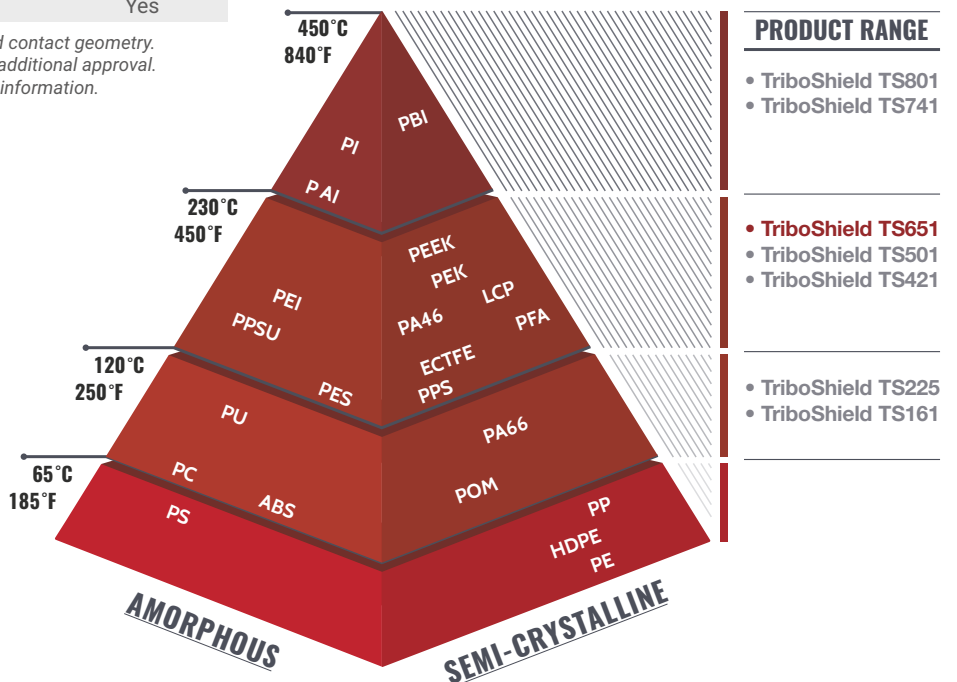 Yes
d contact geometry.
additional approval.
information.
450°C
840°F
230°C
450°F
120°C
250°F
65°C
185°F
PI
PBI
P AI
PEEK
PEK
PEI
LCP
PPSU
PA46
PFA
ECTFE
PES
PPS
PU
PA66
PC
ABS
POM
PS
PP
HDPE
PE
AMORPHOUS
SEMI-CRYSTALLINE
PRODUCT RANGE
• TriboShield TS801
• TriboShield TS741
• TriboShield TS651
• TriboShield TS501
• TriboShield TS421
• TriboShield TS225
• TriboShield TS161